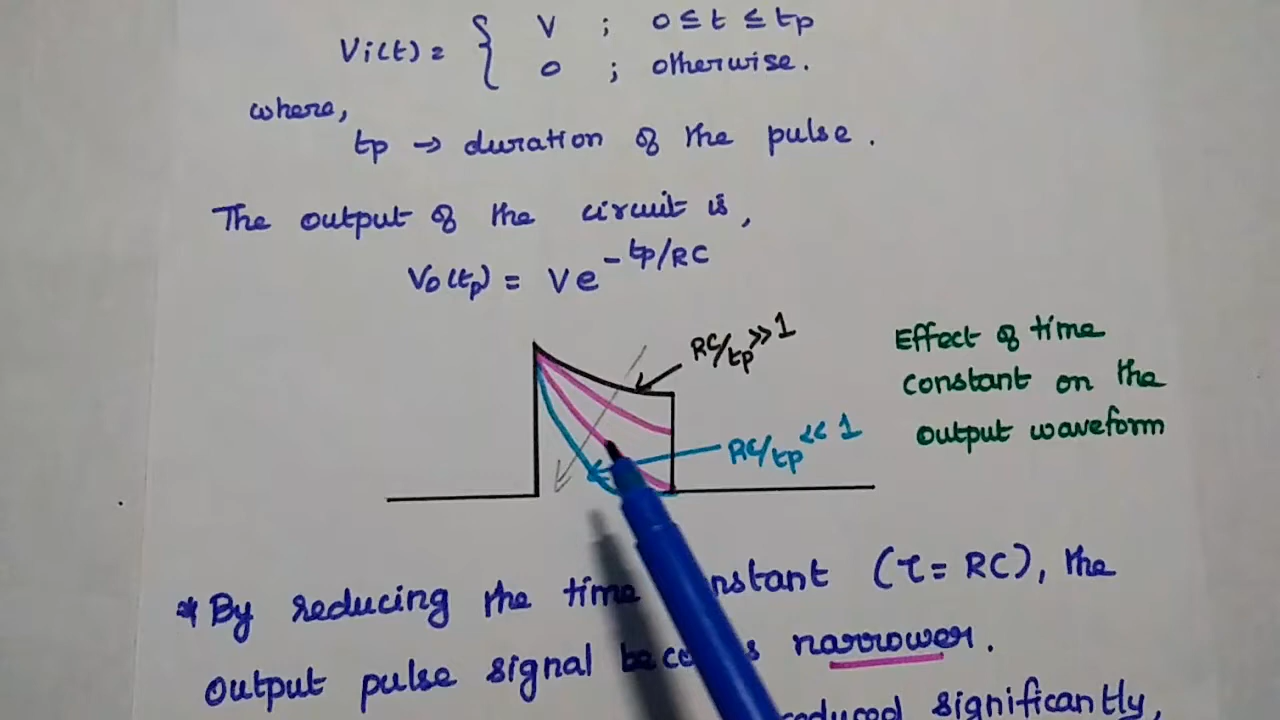 Vi(t) = { V ; 0 ≤ t ≤ tp
0 ; otherwise.
where,
tp → duration of the pulse.
The output of the circuit is,
Vo(tp) = Ve^-tp/RC
RC/tp >> 1
RC/tp << 1
Effect of time
constant on the
output waveform
* By reducing the time constant (τ = RC), the
output pulse signal becomes narrower.
significantly,